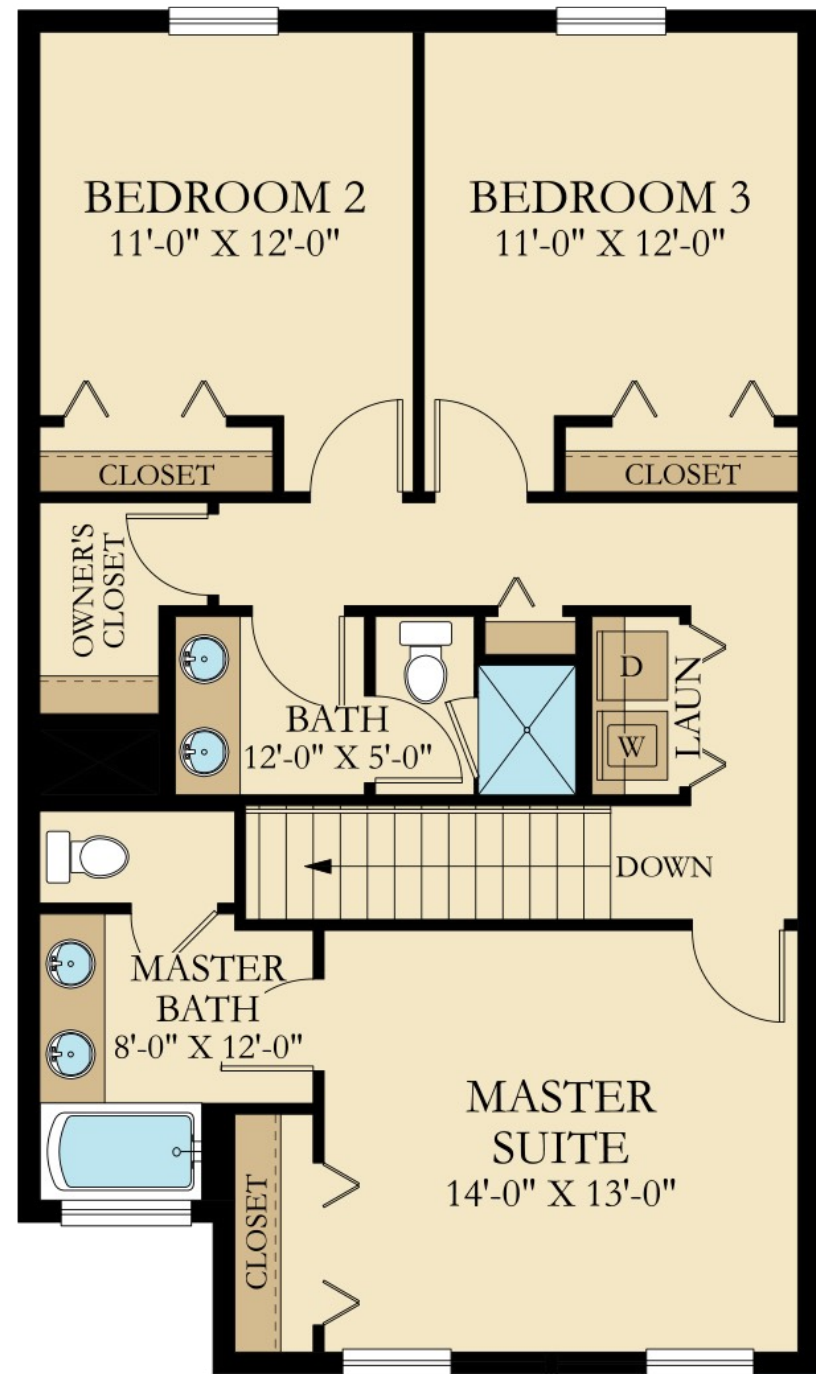 BEDROOM 2
11'-0" X 12'-0"
BEDROOM 3
11'-0" X 12'-0"
CLOSET
CLOSET
OWNER'S
CLOSET
BATH
12'-0" X 5'-0"
D
W
LAUN
DOWN
MASTER
BATH
8'-0" X 12'-0"
MASTER
SUITE
14'-0" X 13'-0"
CLOSET